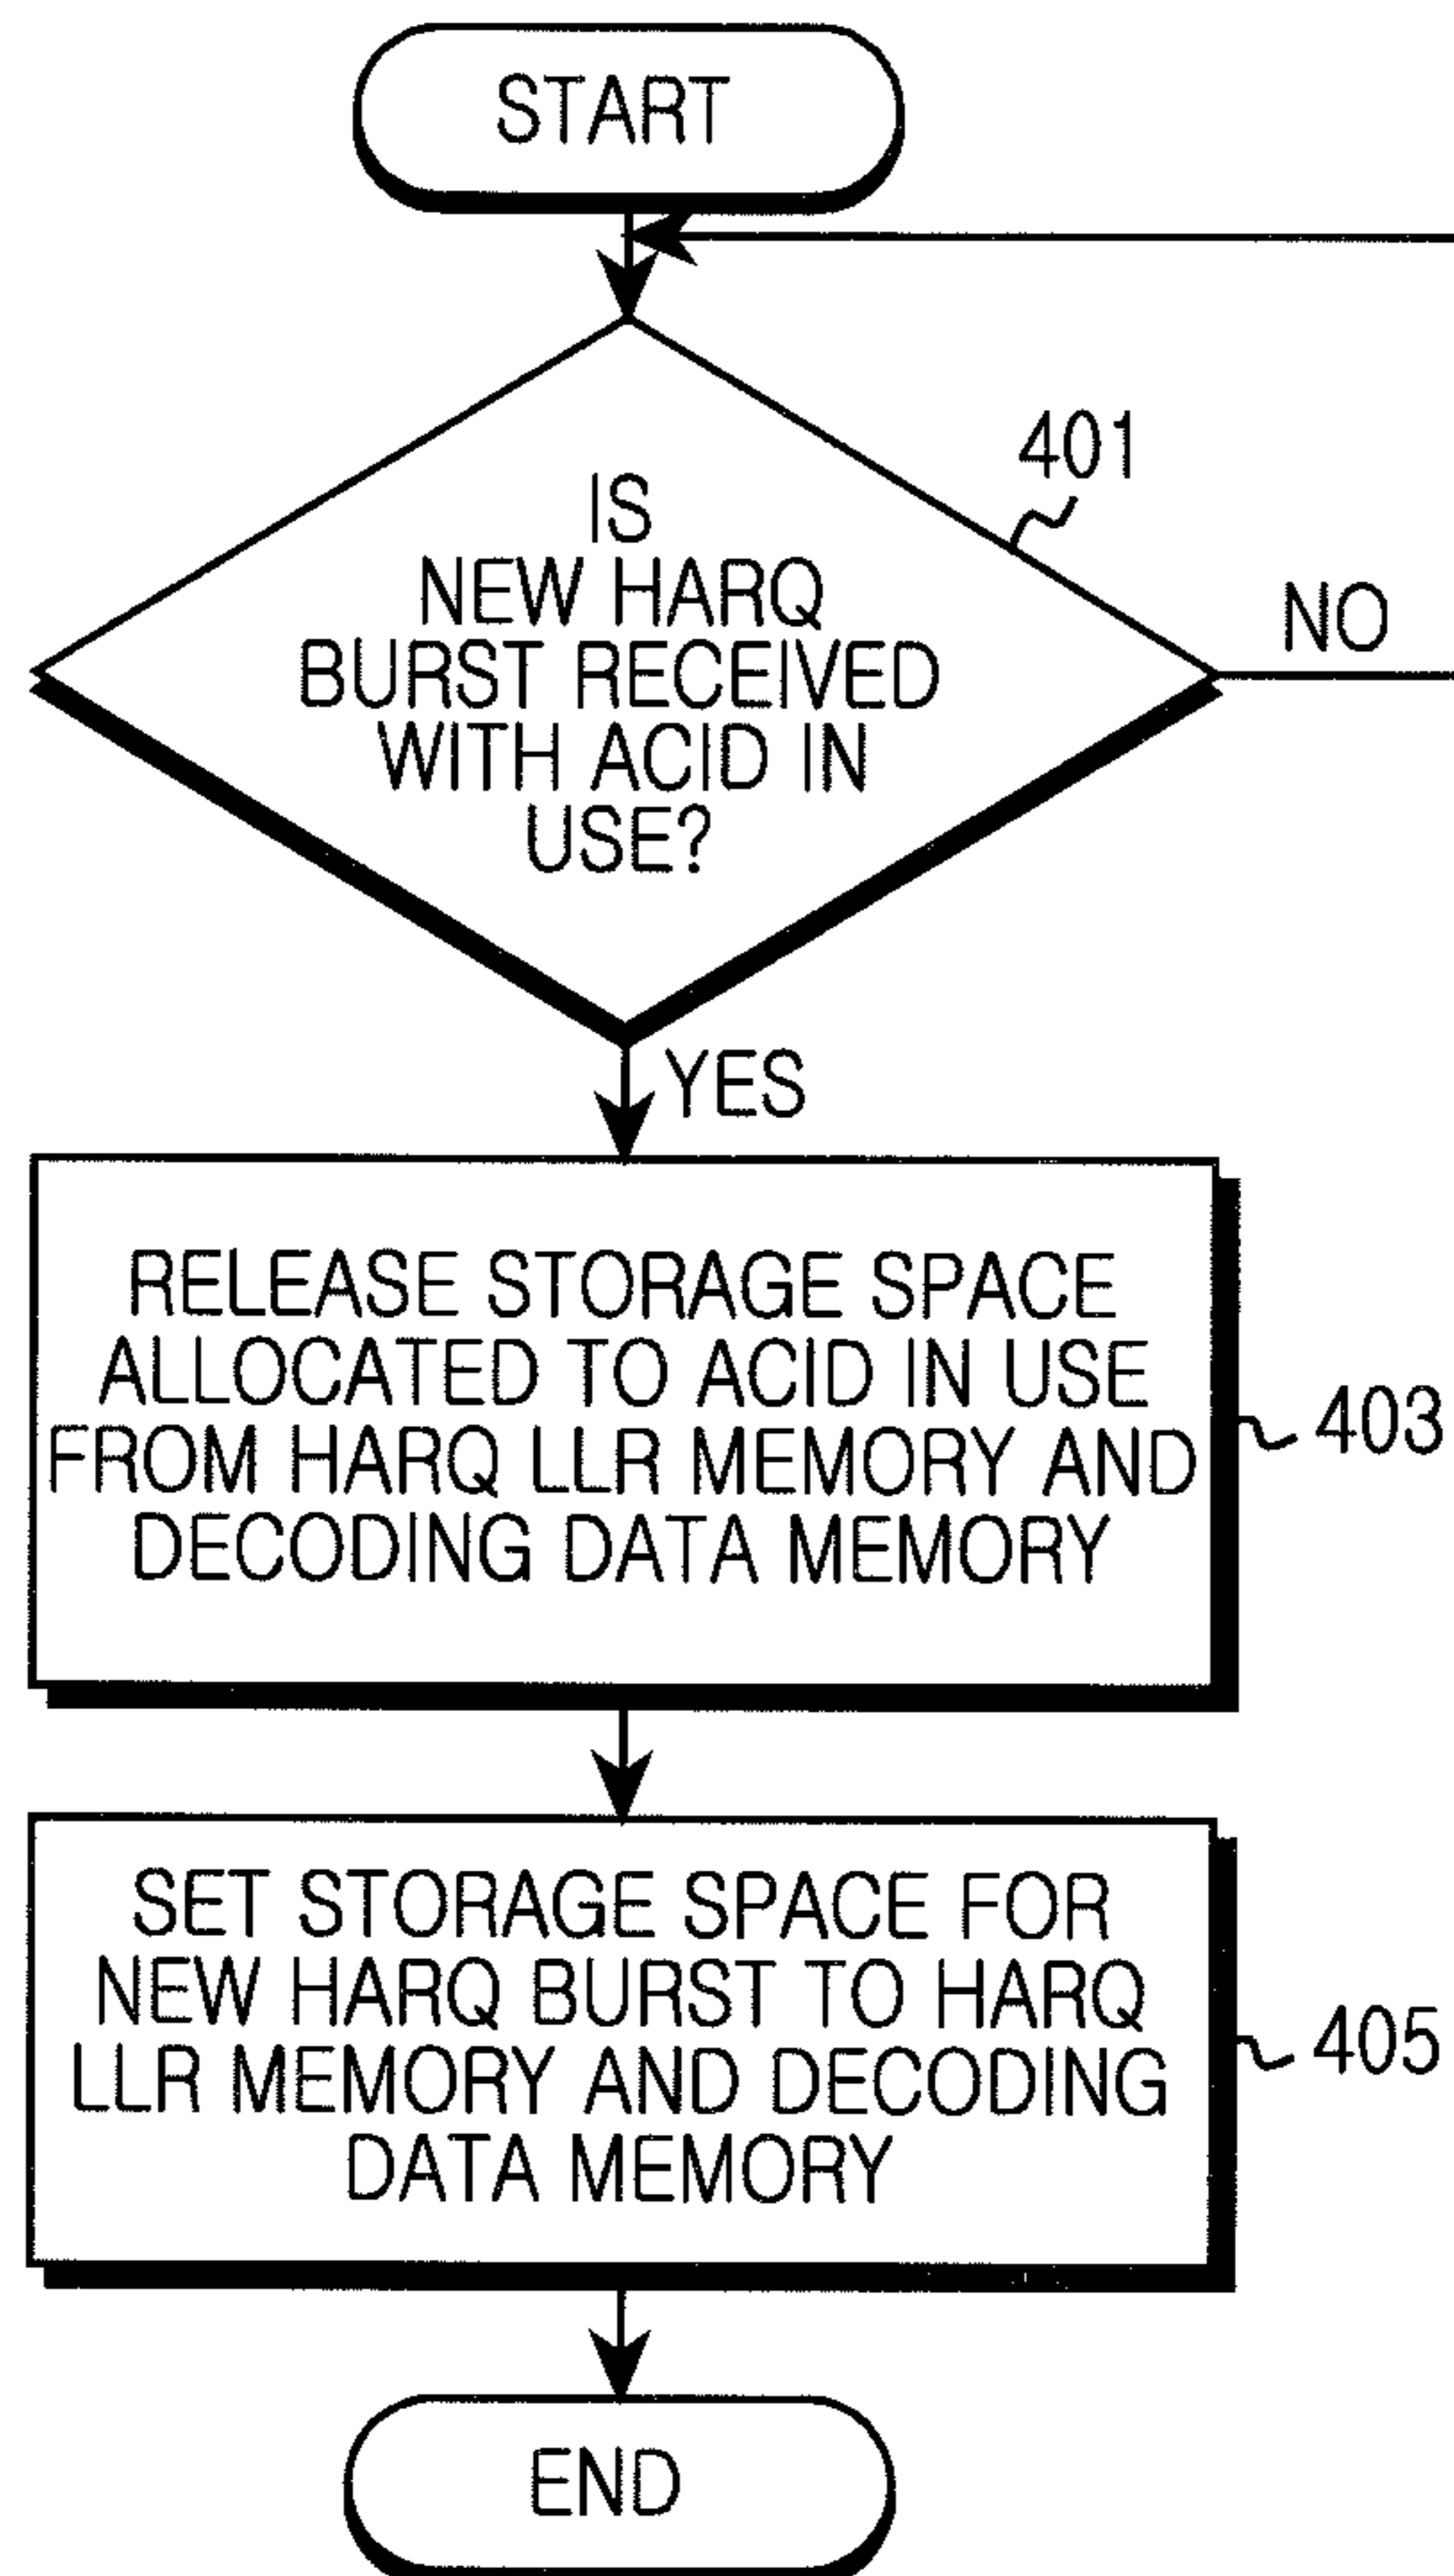 START
401
IS
NEW HARQ
BURST RECEIVED
WITH ACID IN
USE?
NO
YES
RELEASE STORAGE SPACE
ALLOCATED TO ACID IN USE
FROM HARQ LLR MEMORY AND
DECODING DATA MEMORY
403
SET STORAGE SPACE FOR
NEW HARQ BURST TO HARQ
LLR MEMORY AND DECODING
DATA MEMORY
405
END